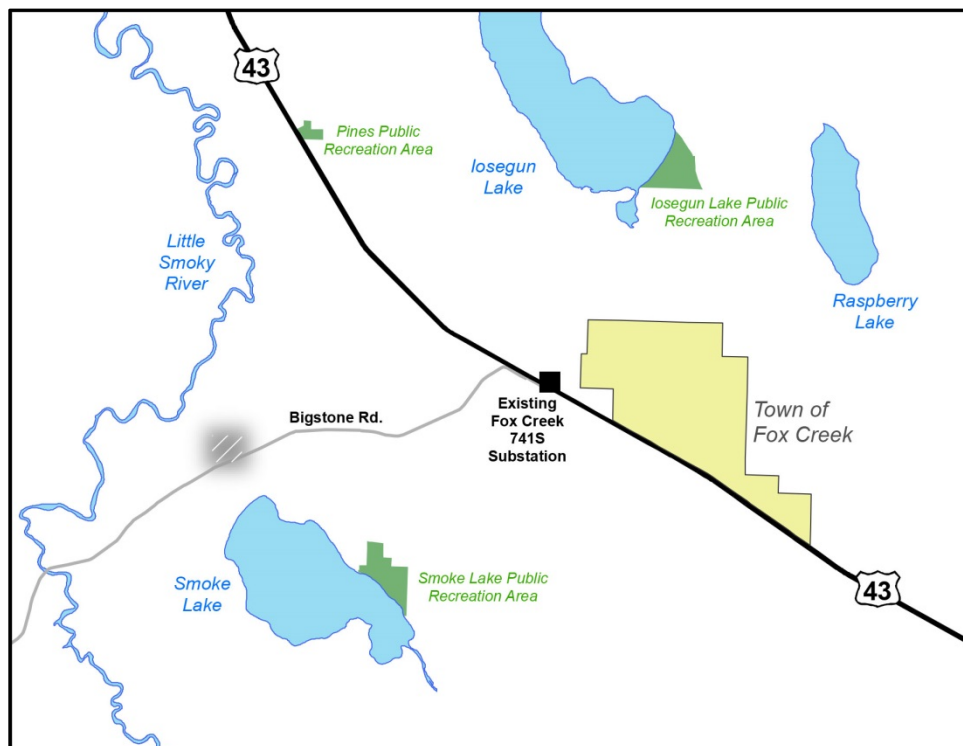 43
Pines Public
Recreation Area
Iosegun
Lake
Iosegun Lake Public
Recreation Area
Little
Smoky
River
Raspberry
Lake
Bigstone Rd.
Existing
Fox Creek
741S
Substation
Town of
Fox Creek
Smoke
Lake
Smoke Lake Public
Recreation Area
43